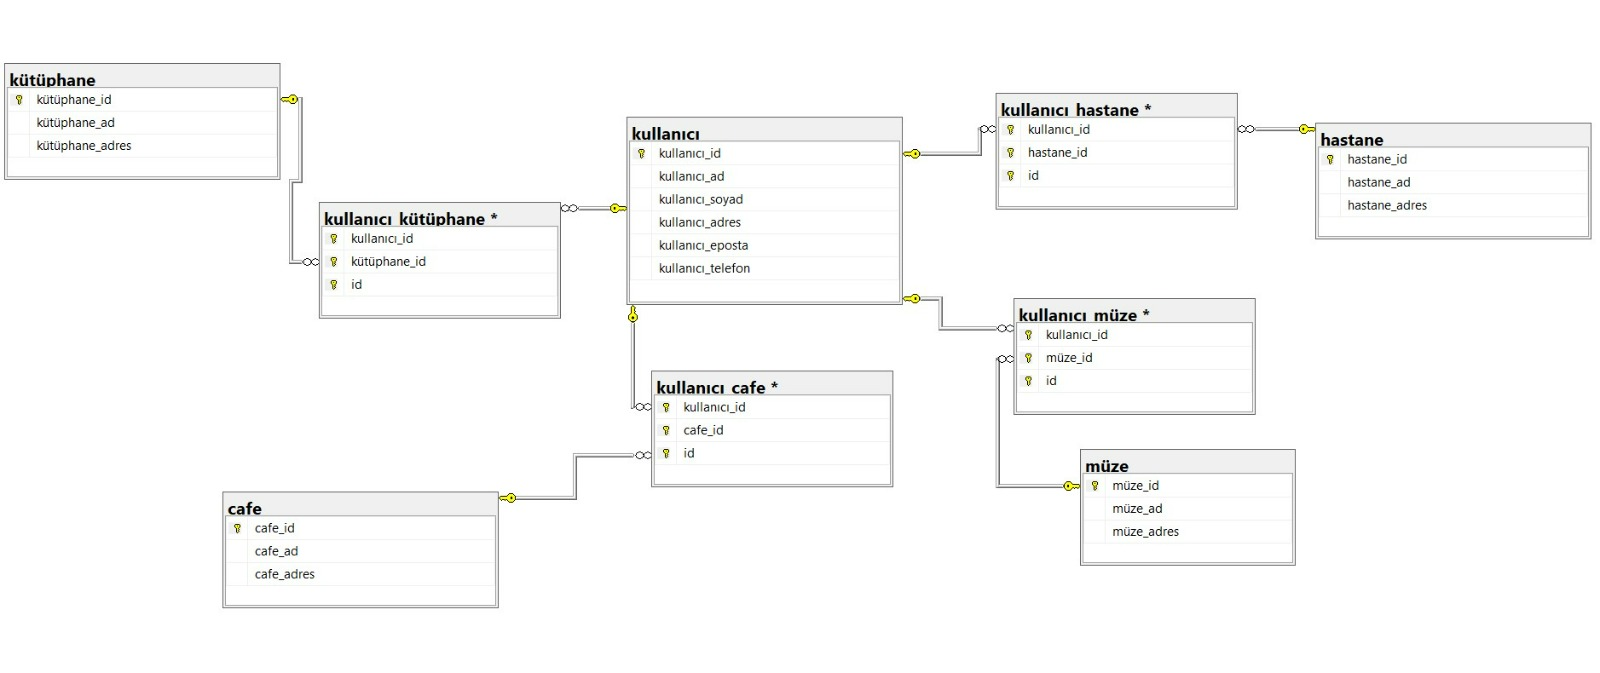 kütüphane
kütüphane_id
kütüphane_ad
kütüphane_adres
kullanıcı_kütüphane *
kullanıcı_id
kütüphane_id
id
kullanıcı
kullanıcı_id
kullanıcı_ad
kullanıcı_soyad
kullanıcı_adres
kullanıcı_eposta
kullanıcı_telefon
kullanıcı_hastane *
kullanıcı_id
hastane_id
id
hastane
hastane_id
hastane_ad
hastane_adres
kullanıcı_müze *
kullanıcı_id
müze_id
id
kullanıcı_cafe *
kullanıcı_id
cafe_id
id
müze
müze_id
müze_ad
müze_adres
cafe
cafe_id
cafe_ad
cafe_adres